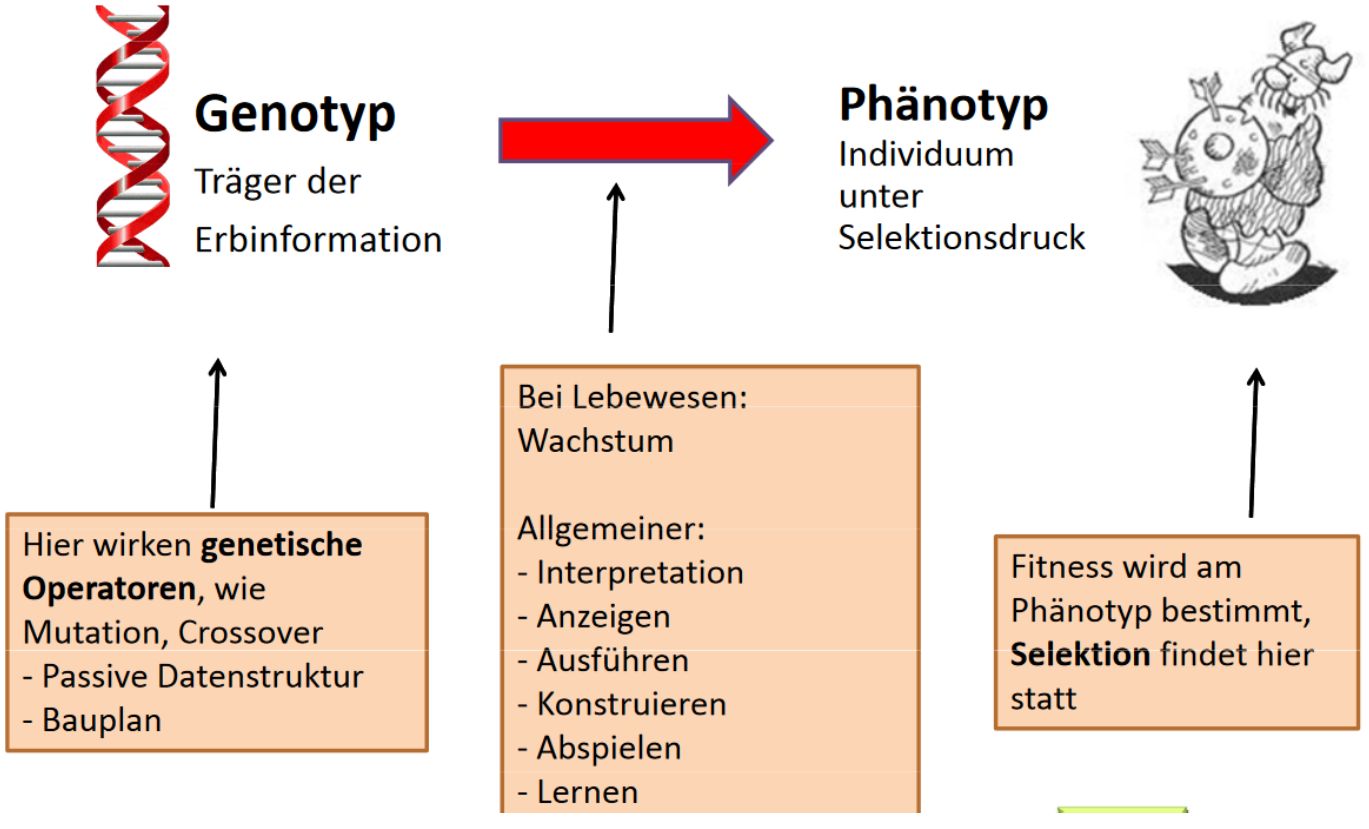 Genotyp
Träger der
Erbinformation
Phänotyp
Individuum
unter
Selektionsdruck
Hier wirken genetische
Operatoren, wie
Mutation, Crossover
- Passive Datenstruktur
- Bauplan
Bei Lebewesen:
Wachstum
Allgemeiner:
- Interpretation
- Anzeigen
- Ausführen
- Konstruieren
- Abspielen
- Lernen
Fitness wird am
Phänotyp bestimmt,
Selektion findet hier
statt